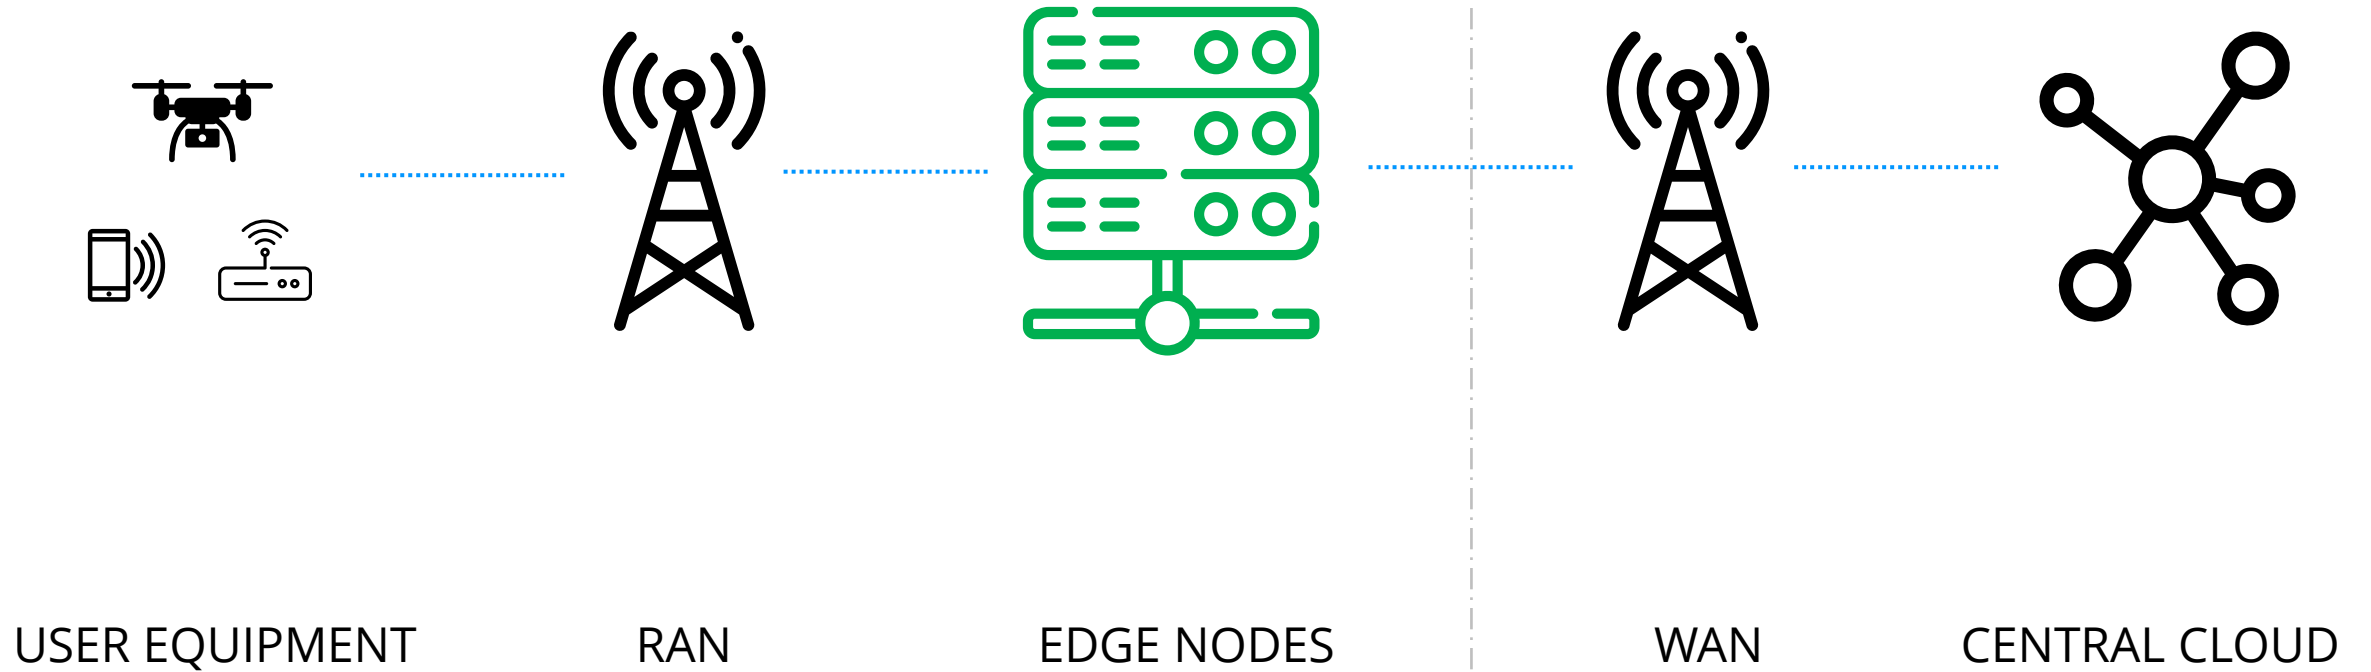 USER EQUIPMENT
RAN
EDGE NODES
WAN
CENTRAL CLOUD